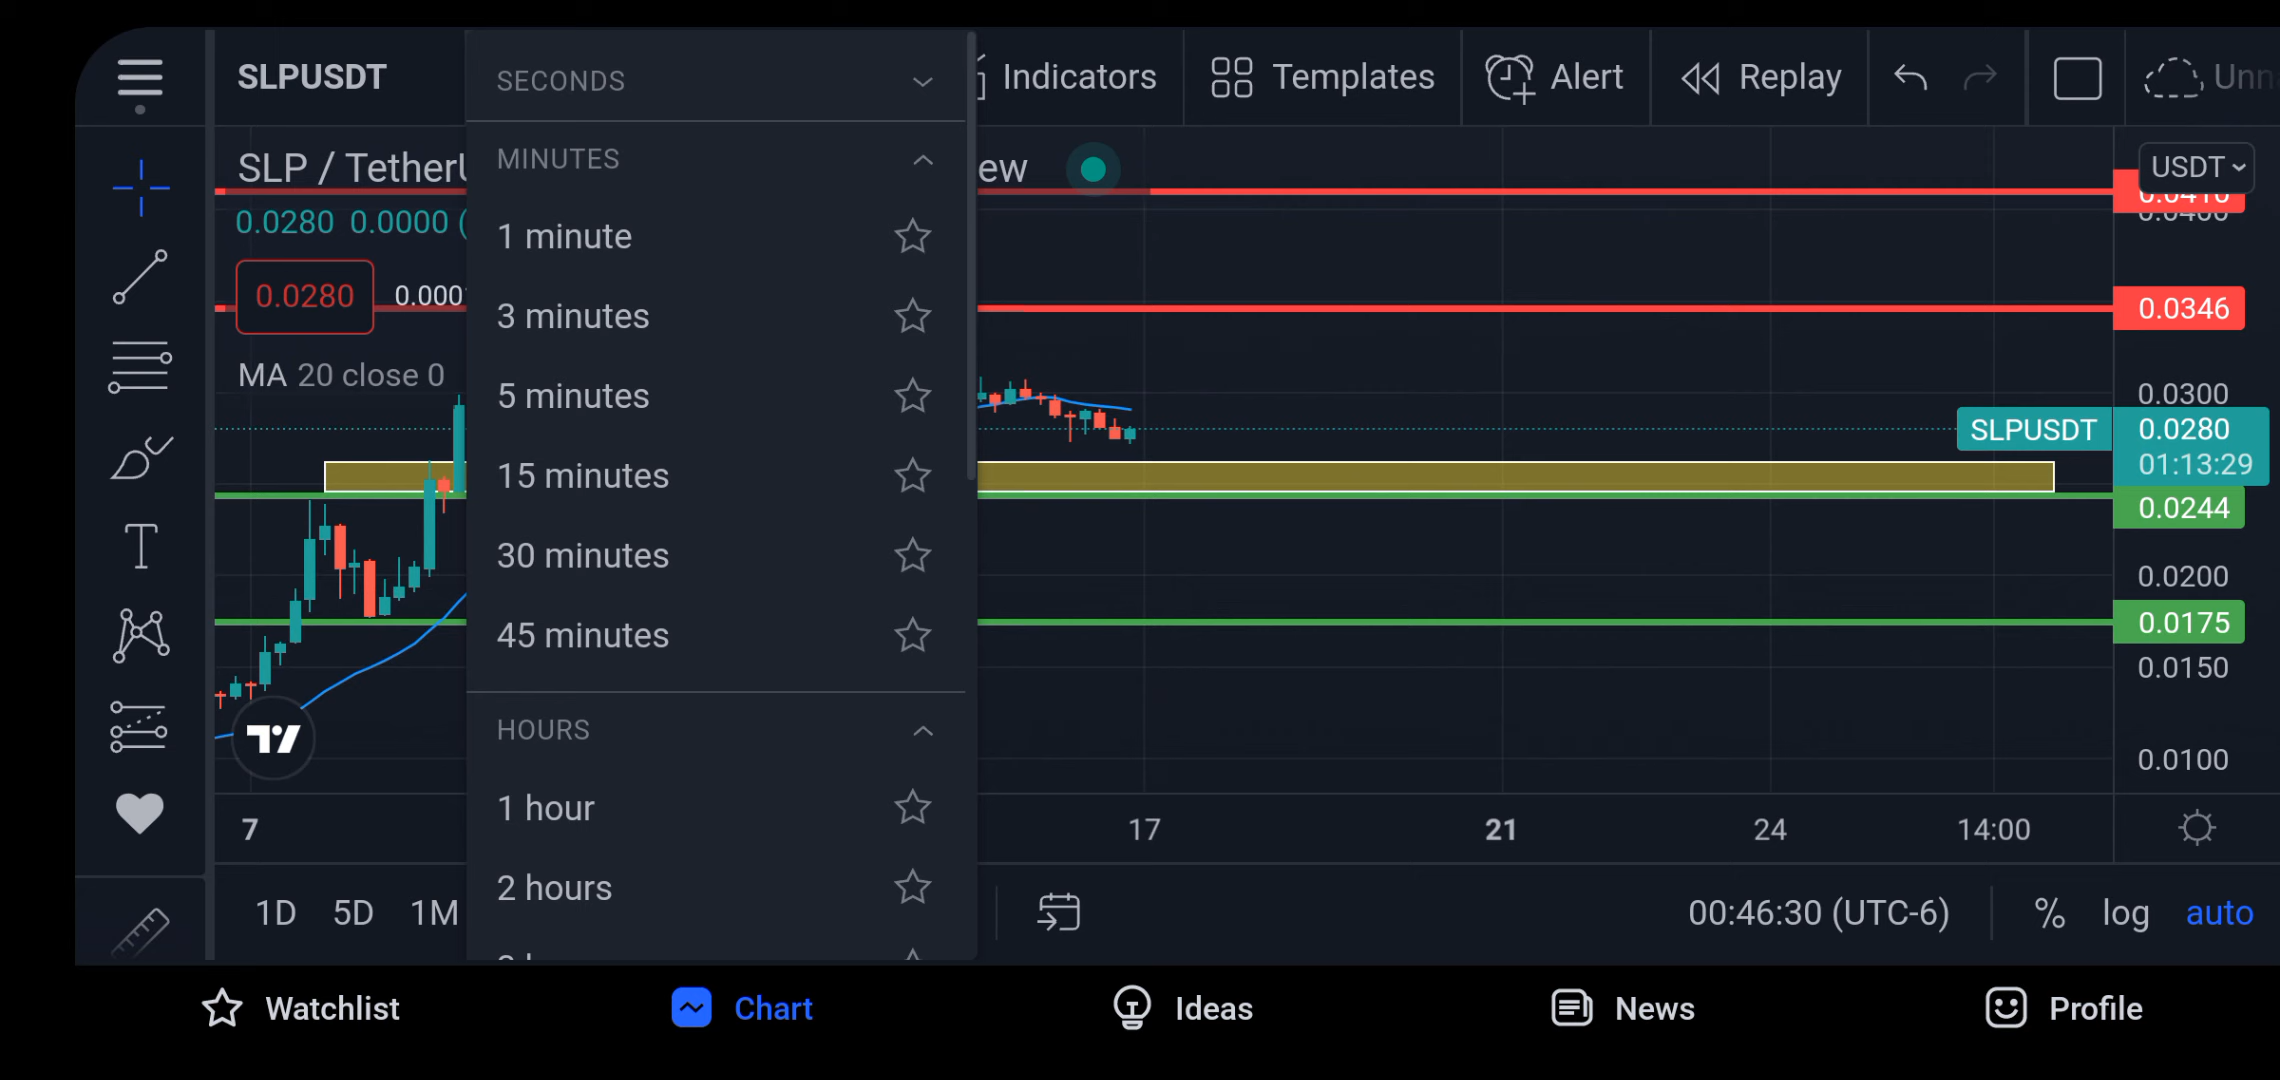 SLPUSDT
SECONDS
Indicators
Templates
Alert
Replay
SLP /
MINUTES
USDT
0.0280 0.0000
1 minute
0.0280
3 minutes
0.0346
MA 20 close 0
5 minutes
0.0300
SLPUSDT
0.0280
01:13:29
15 minutes
0.0244
30 minutes
0.0200
45 minutes
0.0175
0.0150
HOURS
0.0100
1 hour
7
17
21
24
14:00
2 hours
1D 5D 1M
00:46:30 (UTC-6)
%
log
auto
Watchlist
Chart
Ideas
News
Profile